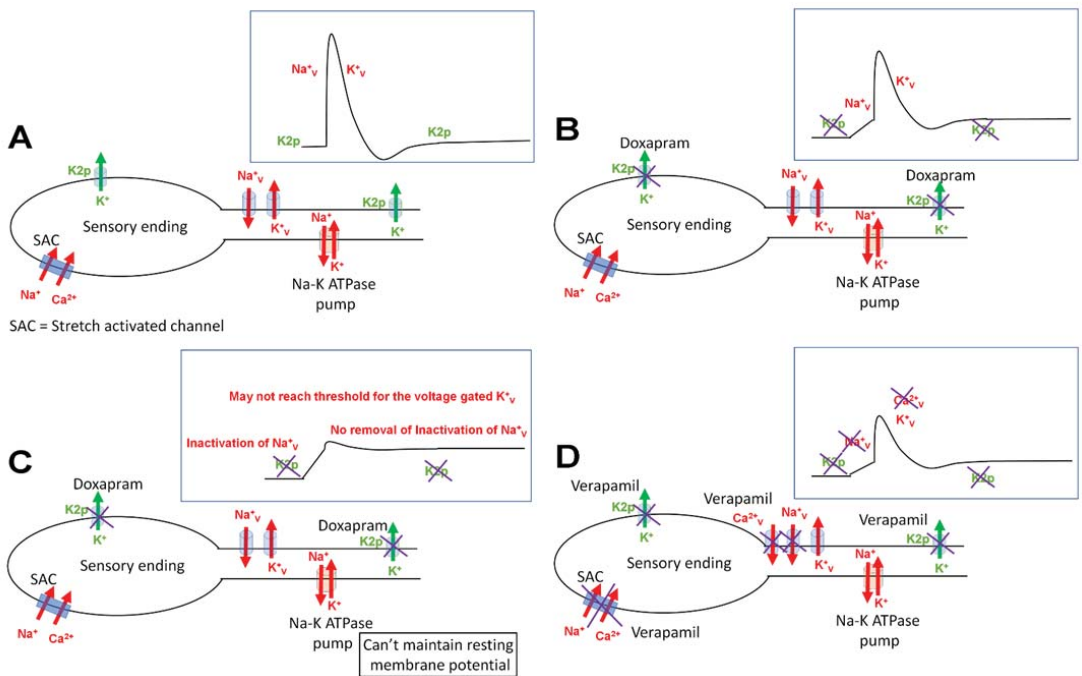 A
Na⁺v
K⁺v
K2p
K2p
K2p
K⁺
Sensory ending
SAC
Na⁺
Ca²⁺
Na⁺v
K⁺v
Na⁺
K⁺
K2p
K⁺
Na-K ATPase
pump
SAC = Stretch activated channel
B
K2p
Na⁺v
K⁺v
K2p
Doxapram
K2p
K⁺
Sensory ending
SAC
Na⁺
Ca²⁺
Na⁺v
K⁺v
Na⁺
K⁺
Doxapram
K2p
K⁺
Na-K ATPase
pump
C
May not reach threshold for the voltage gated K⁺v
No removal of Inactivation of Na⁺v
Inactivation of Na⁺v
K2p
K2p
Doxapram
K2p
K⁺
Sensory ending
SAC
Na⁺
Ca²⁺
Na⁺v
K⁺v
Na⁺
K⁺
Doxapram
K2p
K⁺
Na-K ATPase
pump
Can't maintain resting
membrane potential
D
Ca²⁺v
K⁺v
Na⁺v
K2p
K2p
Verapamil
K2p
K⁺
Sensory ending
SAC
Na⁺
Ca²⁺
Verapamil
Verapamil
Ca²⁺v
Na⁺v
K⁺v
Na⁺
K⁺
Verapamil
K2p
K⁺
Na-K ATPase
pump